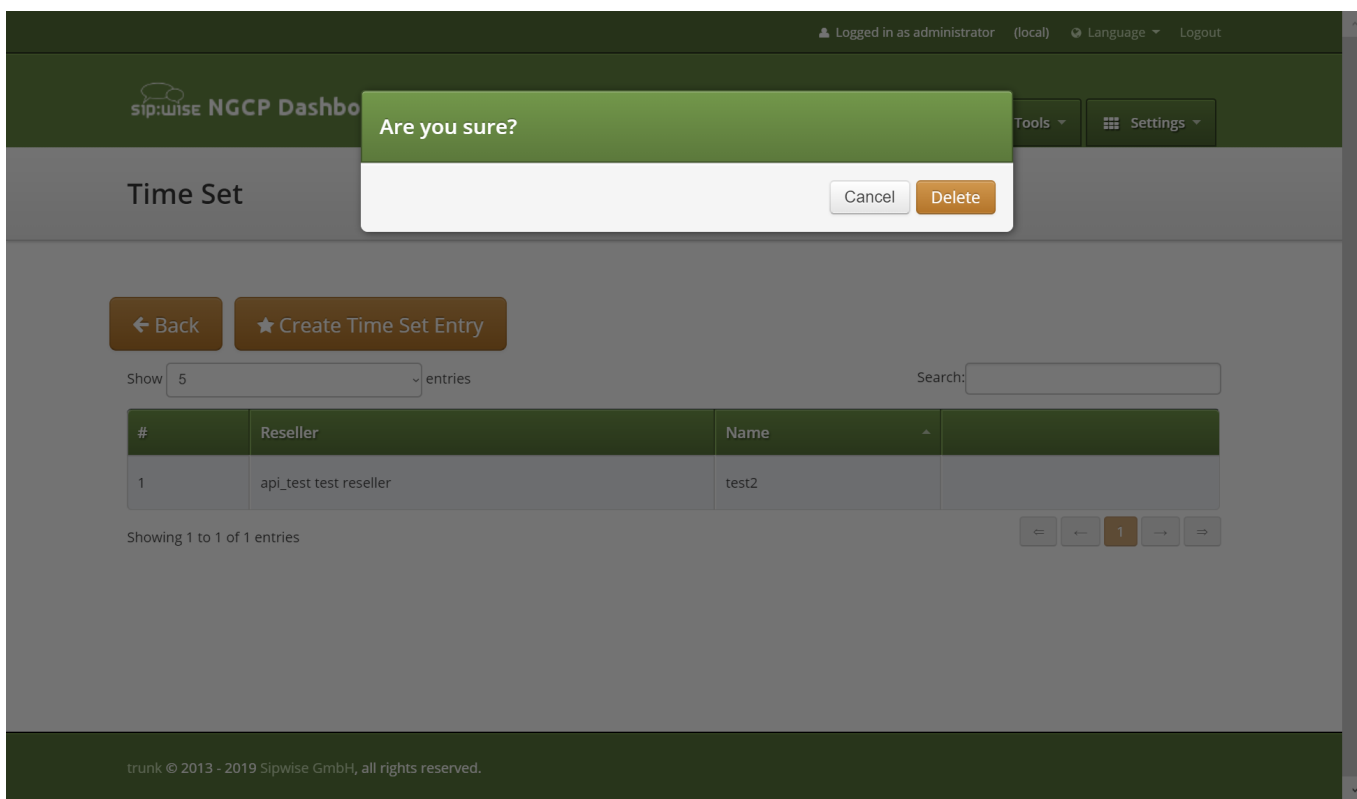 Logged in as administrator (local) Language Logout
sip:wise NGCP Dashbo
Tools Settings
Are you sure?
Time Set
Cancel Delete
Back Create Time Set Entry
Show 5 entries Search:
# Reseller Name
1 api_test test reseller test2
Showing 1 to 1 of 1 entries
⇐ ← 1 → ⇒
trunk © 2013 - 2019 Sipwise GmbH, all rights reserved.